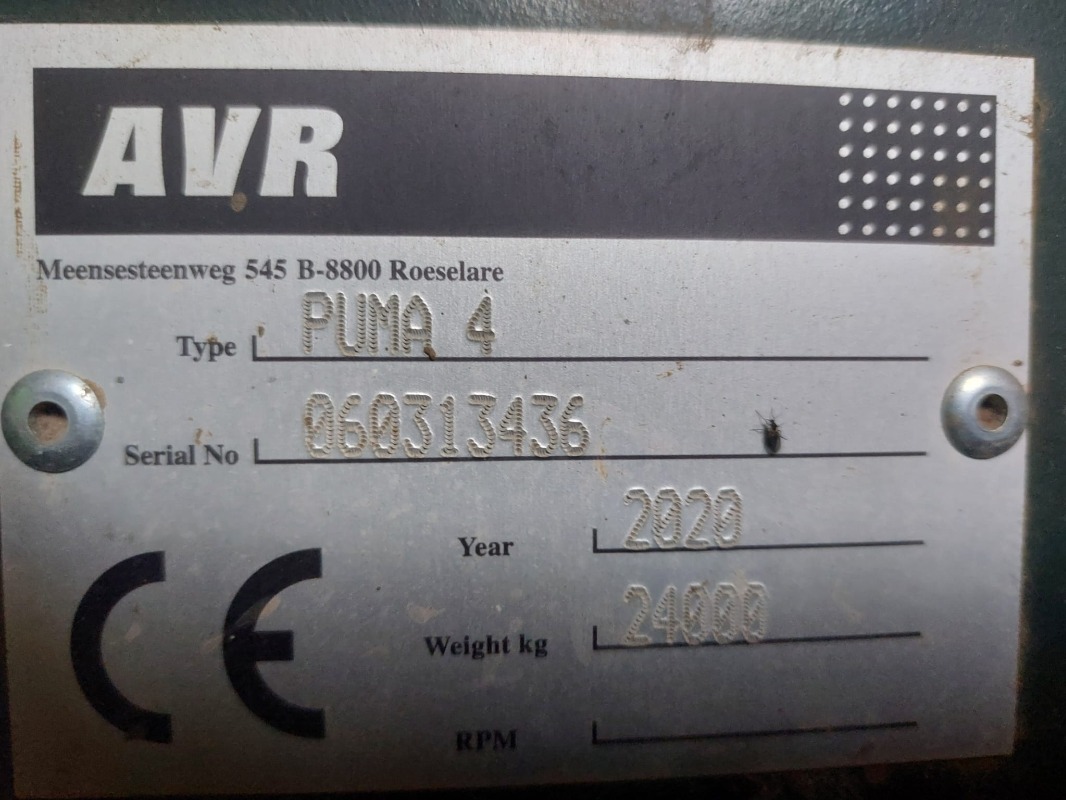 AVR
Meensesteenweg 545 B-8800 Roeselare
Type PUMA 4
Serial No 060313436
Year 2020
Weight kg 24000
CE
RPM